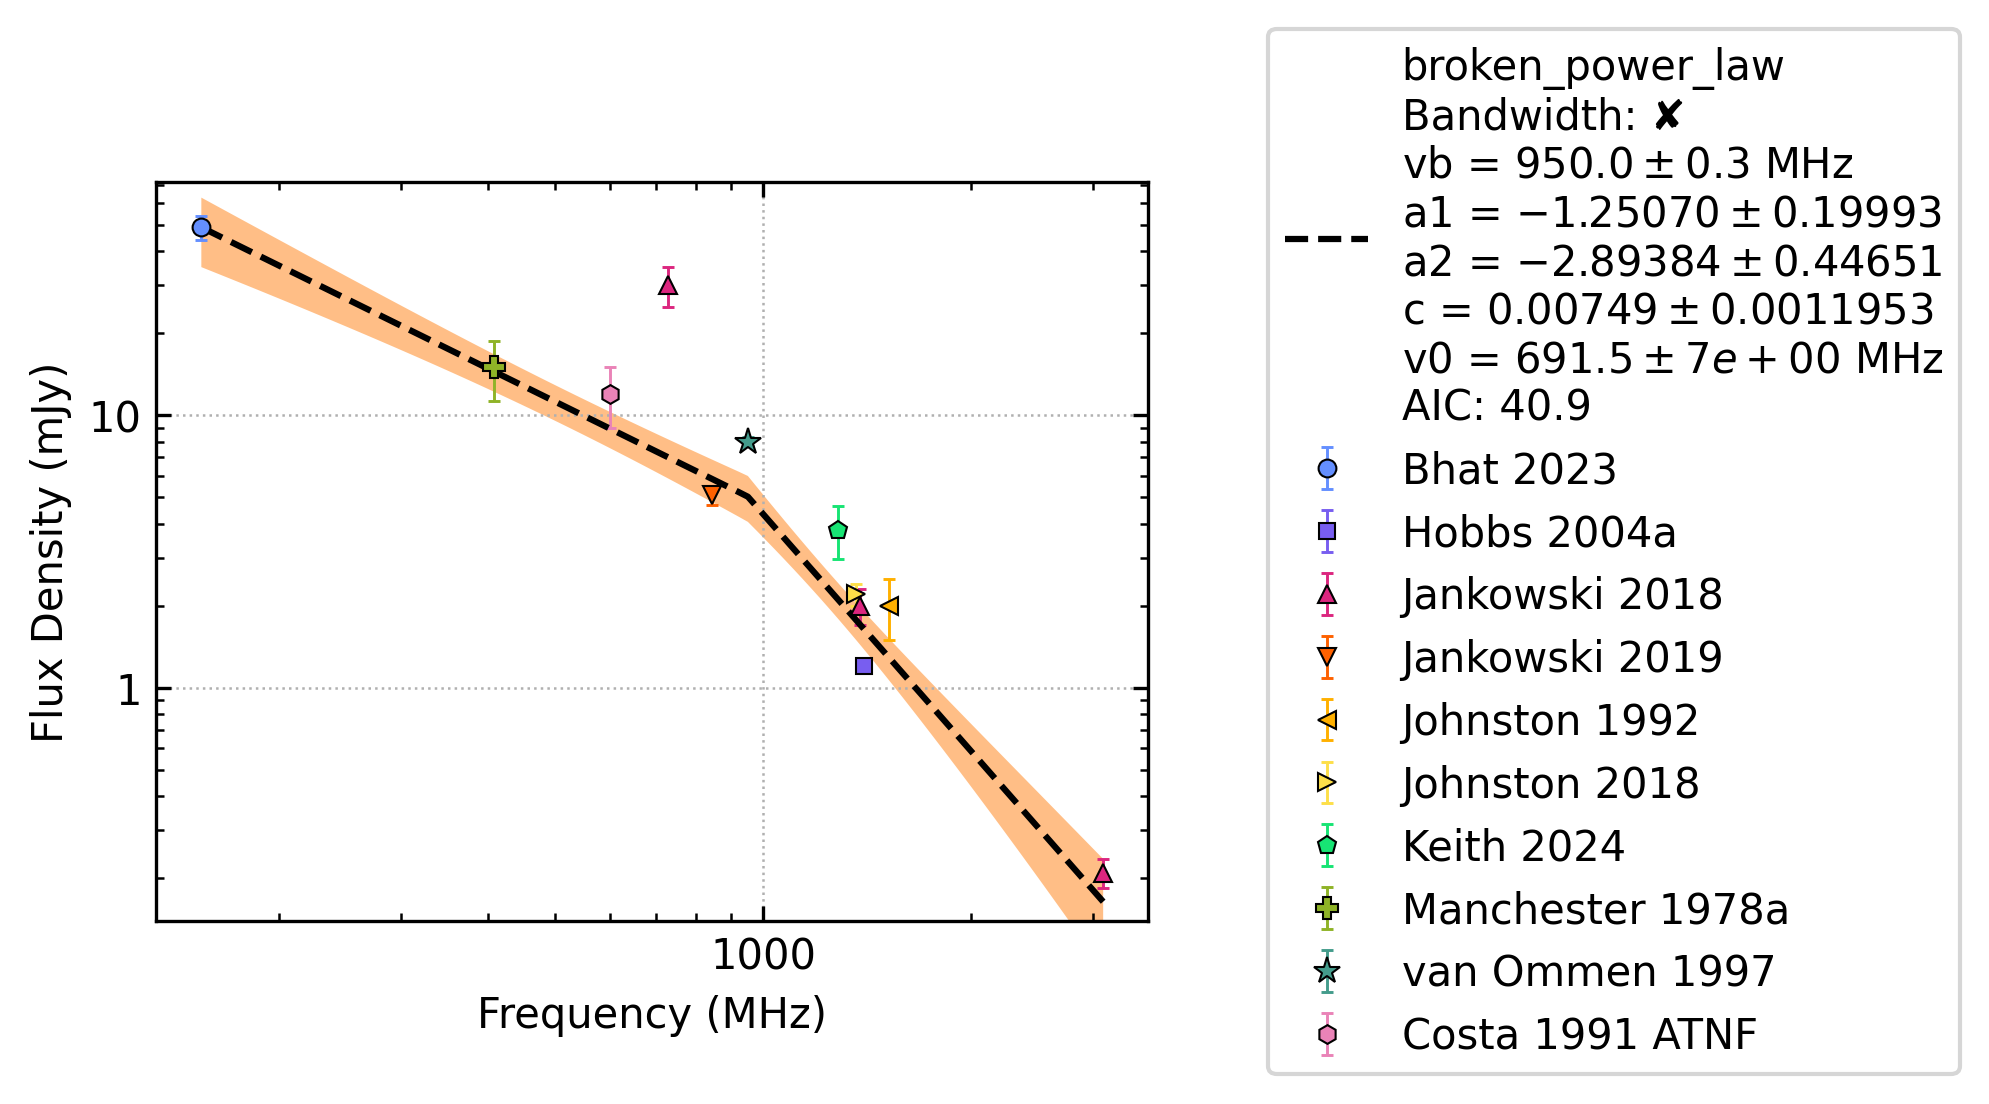 broken_power_law
Bandwidth: ✘
vb = 950.0 ± 0.3 MHz
a1 = −1.25070 ± 0.19993
a2 = −2.89384 ± 0.44651
c = 0.00749 ± 0.0011953
v0 = 691.5 ± 7e + 00 MHz
AIC: 40.9
Bhat 2023
Hobbs 2004a
Jankowski 2018
Jankowski 2019
Johnston 1992
Johnston 2018
Keith 2024
Manchester 1978a
van Ommen 1997
Costa 1991 ATNF
Flux Density (mJy)
10
1
1000
Frequency (MHz)